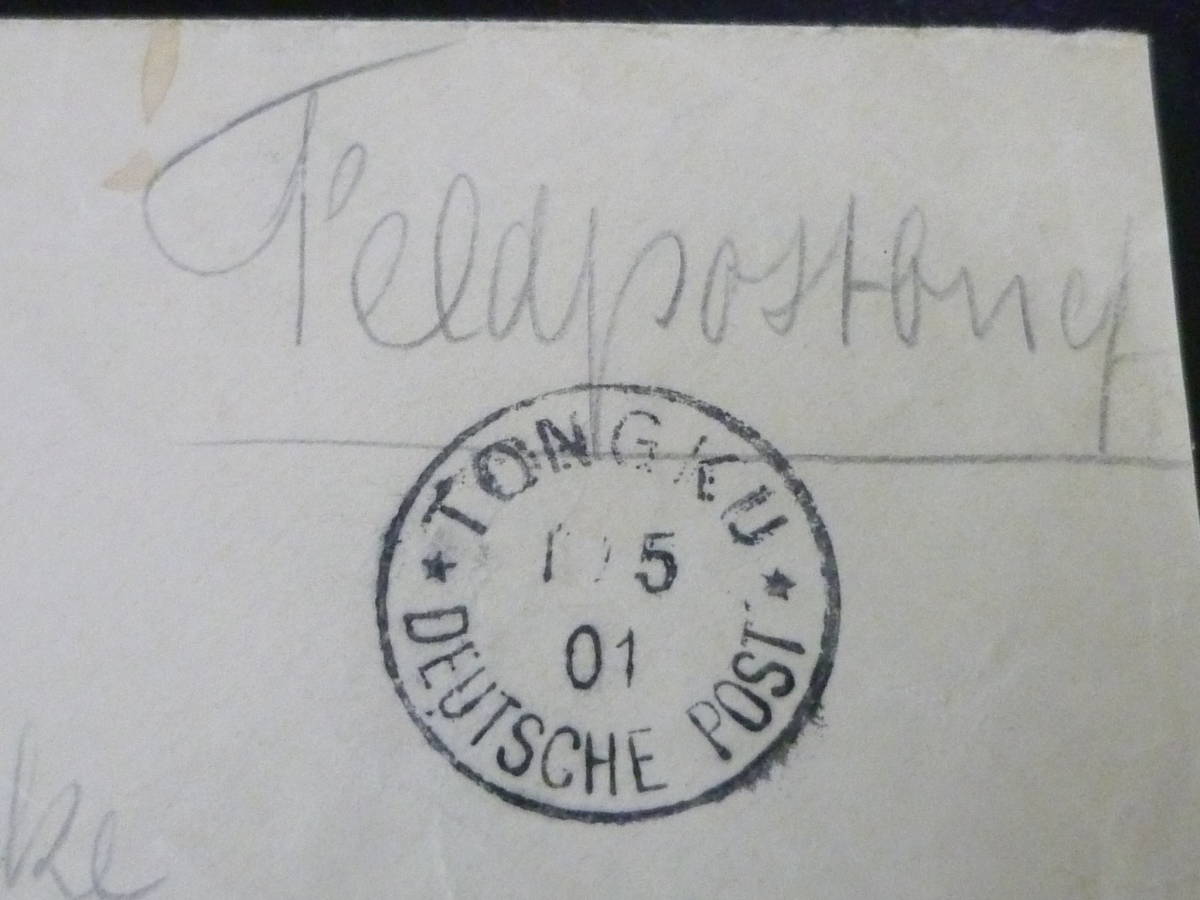 Feldpostbrief
* TONGKU *
5
01
DEUTSCHE POST